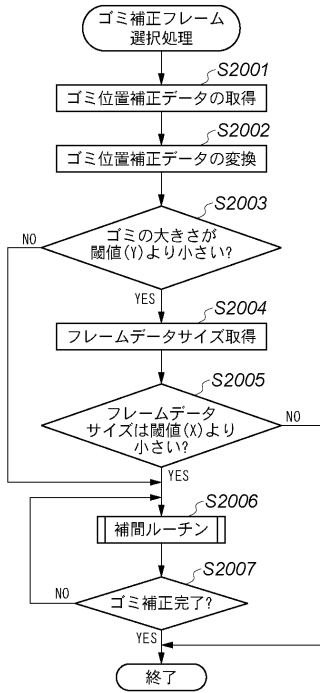 ゴミ補正フレーム
選択処理
S2001
ゴミ位置補正データの取得
S2002
ゴミ位置補正データの変換
S2003
ゴミの大きさが
閾値(Y)より小さい?
NO
YES
S2004
フレームデータサイズ取得
S2005
フレームデータ
サイズは閾値(X)より
小さい?
NO
YES
S2006
補間ルーチン
S2007
ゴミ補正完了?
NO
YES
終了